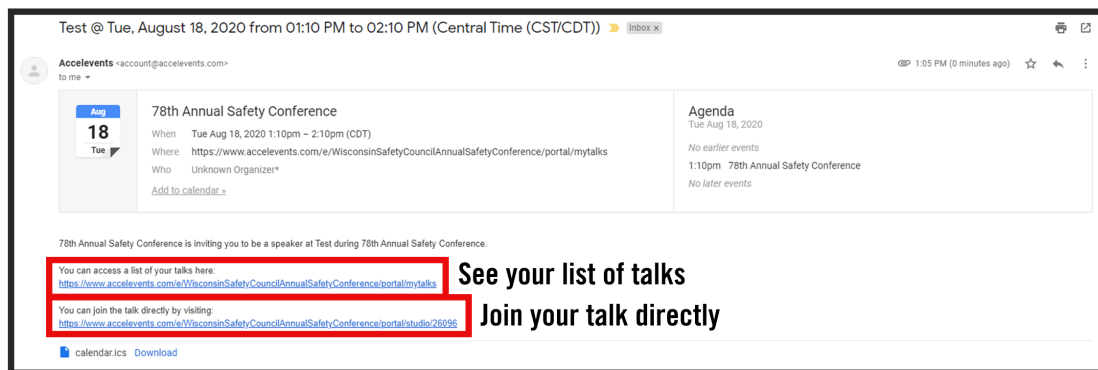 Test @ Tue, August 18, 2020 from 01:10 PM to 02:10 PM (Central Time (CST/CDT)) Inbox x
Accelevents <account@accelevents.com> 1:05 PM (0 minutes ago)
to me
Aug
18
Tue
78th Annual Safety Conference
When Tue Aug 18, 2020 1:10pm – 2:10pm (CDT)
Where https://www.accelevents.com/e/WisconsinSafetyCouncilAnnualSafetyConference/portal/mytalks
Who Unknown Organizer*
Add to calendar »
Agenda
Tue Aug 18, 2020
No earlier events
1:10pm 78th Annual Safety Conference
No later events
78th Annual Safety Conference is inviting you to be a speaker at Test during 78th Annual Safety Conference.
You can access a list of your talks here:
https://www.accelevents.com/e/WisconsinSafetyCouncilAnnualSafetyConference/portal/mytalks
See your list of talks
You can join the talk directly by visiting:
https://www.accelevents.com/e/WisconsinSafetyCouncilAnnualSafetyConference/portal/studio/26096
Join your talk directly
calendar.ics Download